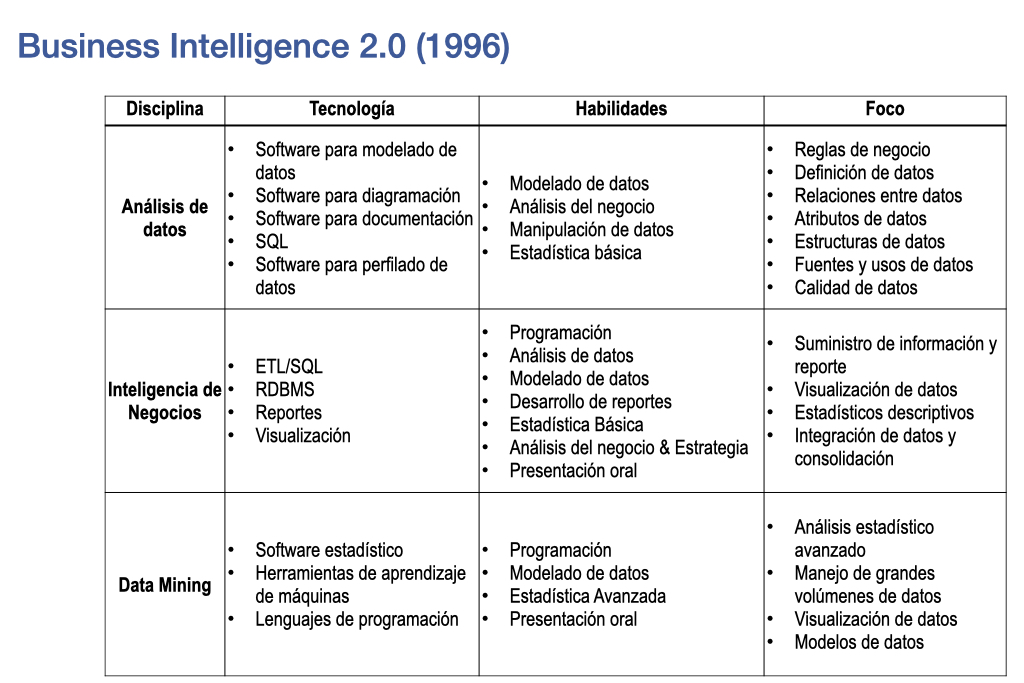 Business Intelligence 2.0 (1996)
Disciplina
Tecnología
Habilidades
Foco
Análisis de
datos
• Software para modelado de
datos
• Software para diagramación
• Software para documentación
• SQL
• Software para perfilado de
datos
• Modelado de datos
• Análisis del negocio
• Manipulación de datos
• Estadística básica
• Reglas de negocio
• Definición de datos
• Relaciones entre datos
• Atributos de datos
• Estructuras de datos
• Fuentes y usos de datos
• Calidad de datos
Inteligencia de
Negocios
• ETL/SQL
• RDBMS
• Reportes
• Visualización
• Programación
• Análisis de datos
• Modelado de datos
• Desarrollo de reportes
• Estadística Básica
• Análisis del negocio & Estrategia
• Presentación oral
• Suministro de información y
reporte
• Visualización de datos
• Estadísticos descriptivos
• Integración de datos y
consolidación
Data Mining
• Software estadístico
• Herramientas de aprendizaje
de máquinas
• Lenguajes de programación
• Programación
• Modelado de datos
• Estadística Avanzada
• Presentación oral
• Análisis estadístico
avanzado
• Manejo de grandes
volúmenes de datos
• Visualización de datos
• Modelos de datos